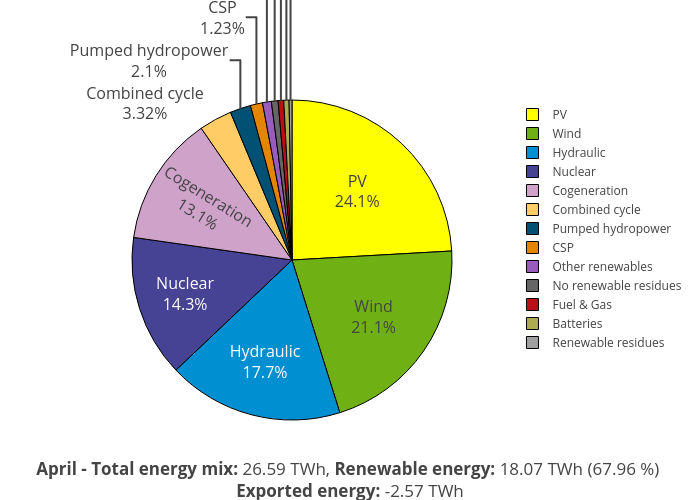 CSP
1.23%
Pumped hydropower
2.1%
Combined cycle
3.32%
Cogeneration
13.1%
PV
24.1%
Nuclear
14.3%
Wind
21.1%
Hydraulic
17.7%
PV
Wind
Hydraulic
Nuclear
Cogeneration
Combined cycle
Pumped hydropower
CSP
Other renewables
No renewable residues
Fuel & Gas
Batteries
Renewable residues
April - Total energy mix: 26.59 TWh, Renewable energy: 18.07 TWh (67.96 %)
Exported energy: -2.57 TWh